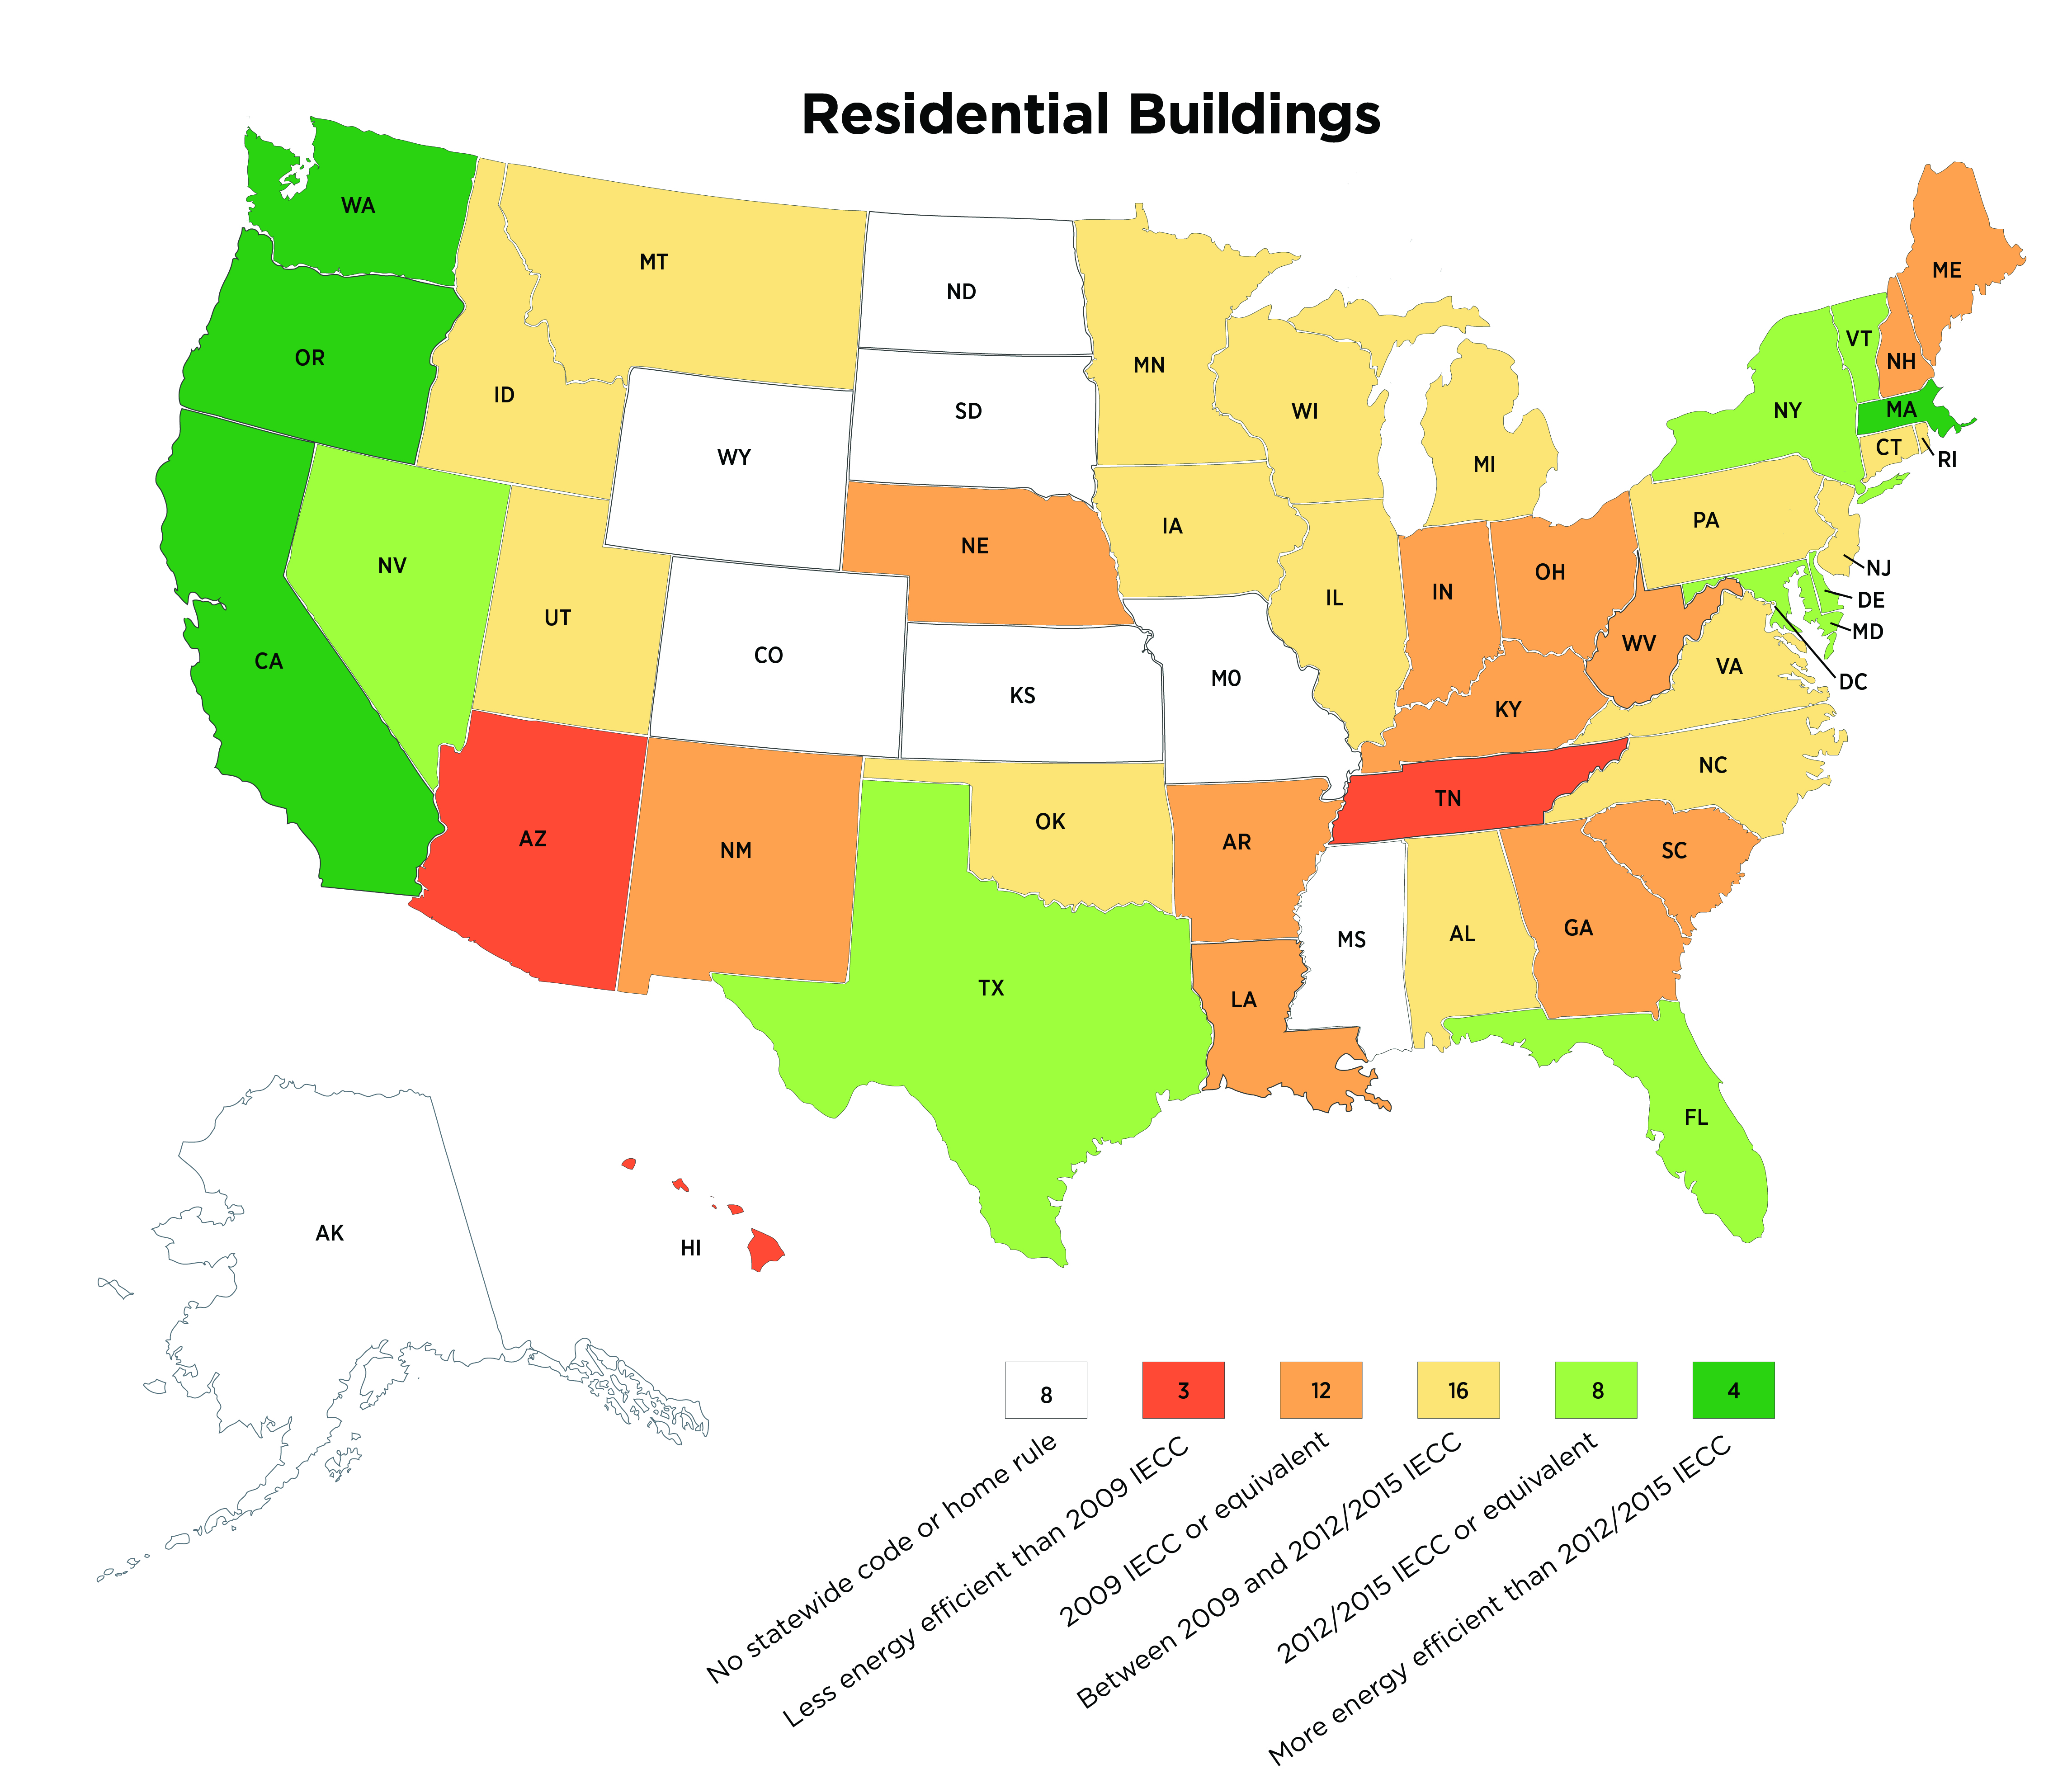 Residential Buildings
WA
MT
ND
ME
OR
ID
MN
VT
NH
SD
WI
NY
MA
WY
MI
CT
RI
NV
NE
IA
PA
NJ
UT
IL
IN
OH
DE
MD
CA
CO
KS
MO
WV
VA
DC
KY
NC
AZ
NM
OK
AR
TN
SC
TX
LA
MS
AL
GA
FL
AK
HI
8
3
12
16
8
4
No statewide code or home rule
Less energy efficient than 2009 IECC
2009 IECC or equivalent
Between 2009 and 2012/2015 IECC
2012/2015 IECC or equivalent
More energy efficient than 2012/2015 IECC